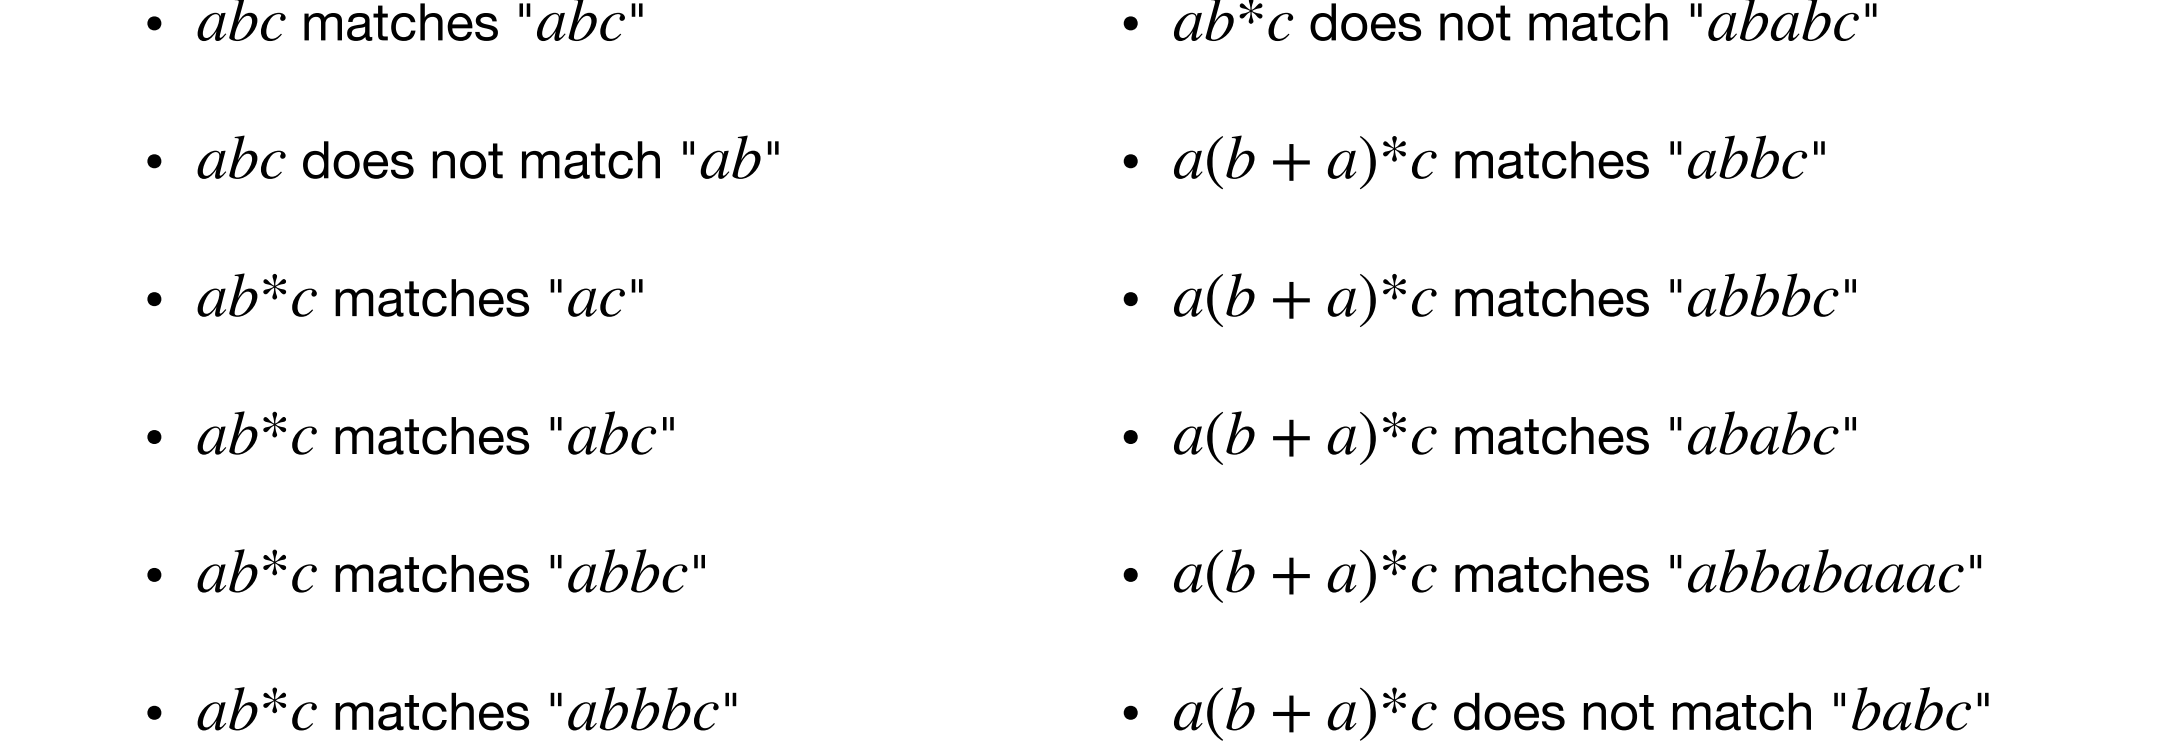 • abc matches "abc"
• abc does not match "ab"
• ab*c matches "ac"
• ab*c matches "abc"
• ab*c matches "abbc"
• ab*c matches "abbbc"
• ab*c does not match "ababc"
• a(b + a)*c matches "abbc"
• a(b + a)*c matches "abbbc"
• a(b + a)*c matches "ababc"
• a(b + a)*c matches "abbabaaac"
• a(b + a)*c does not match "babc"